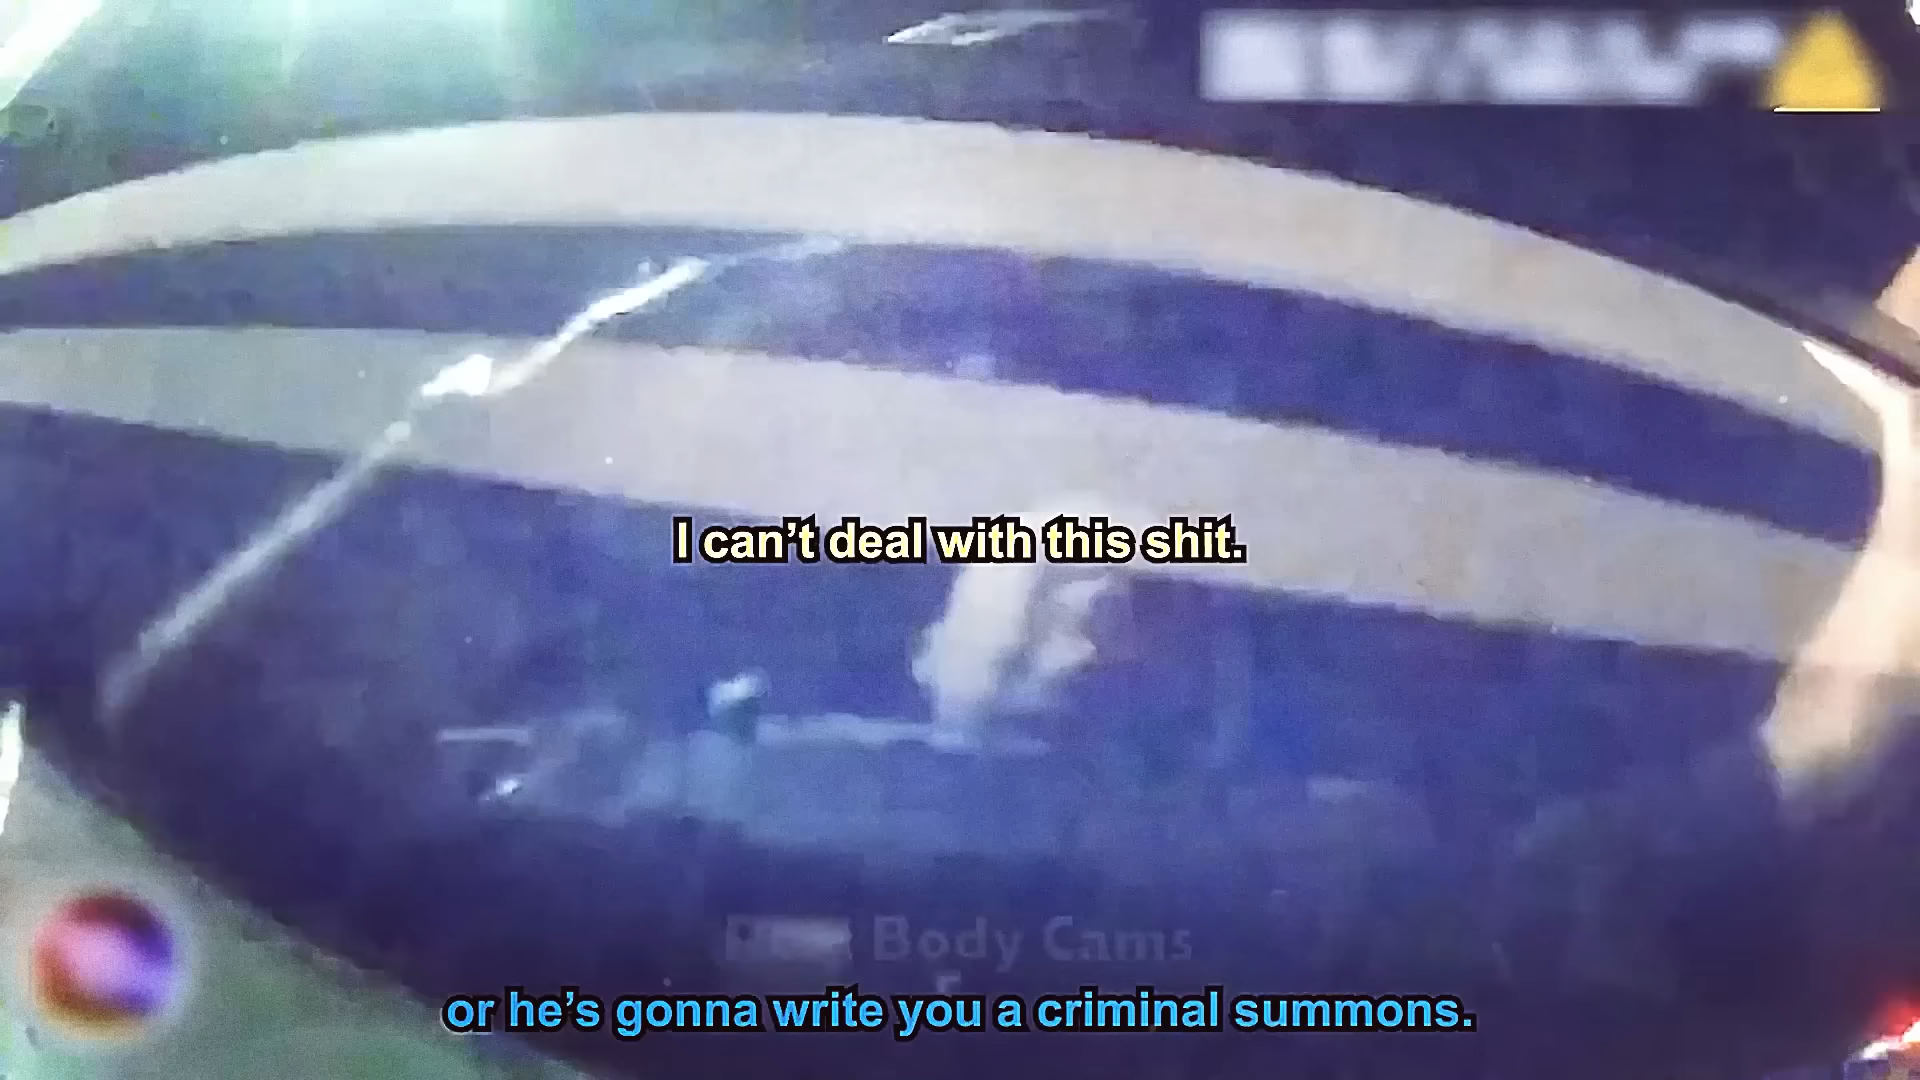 I can't deal with this shit.
Body Cams
or he's gonna write you a criminal summons.